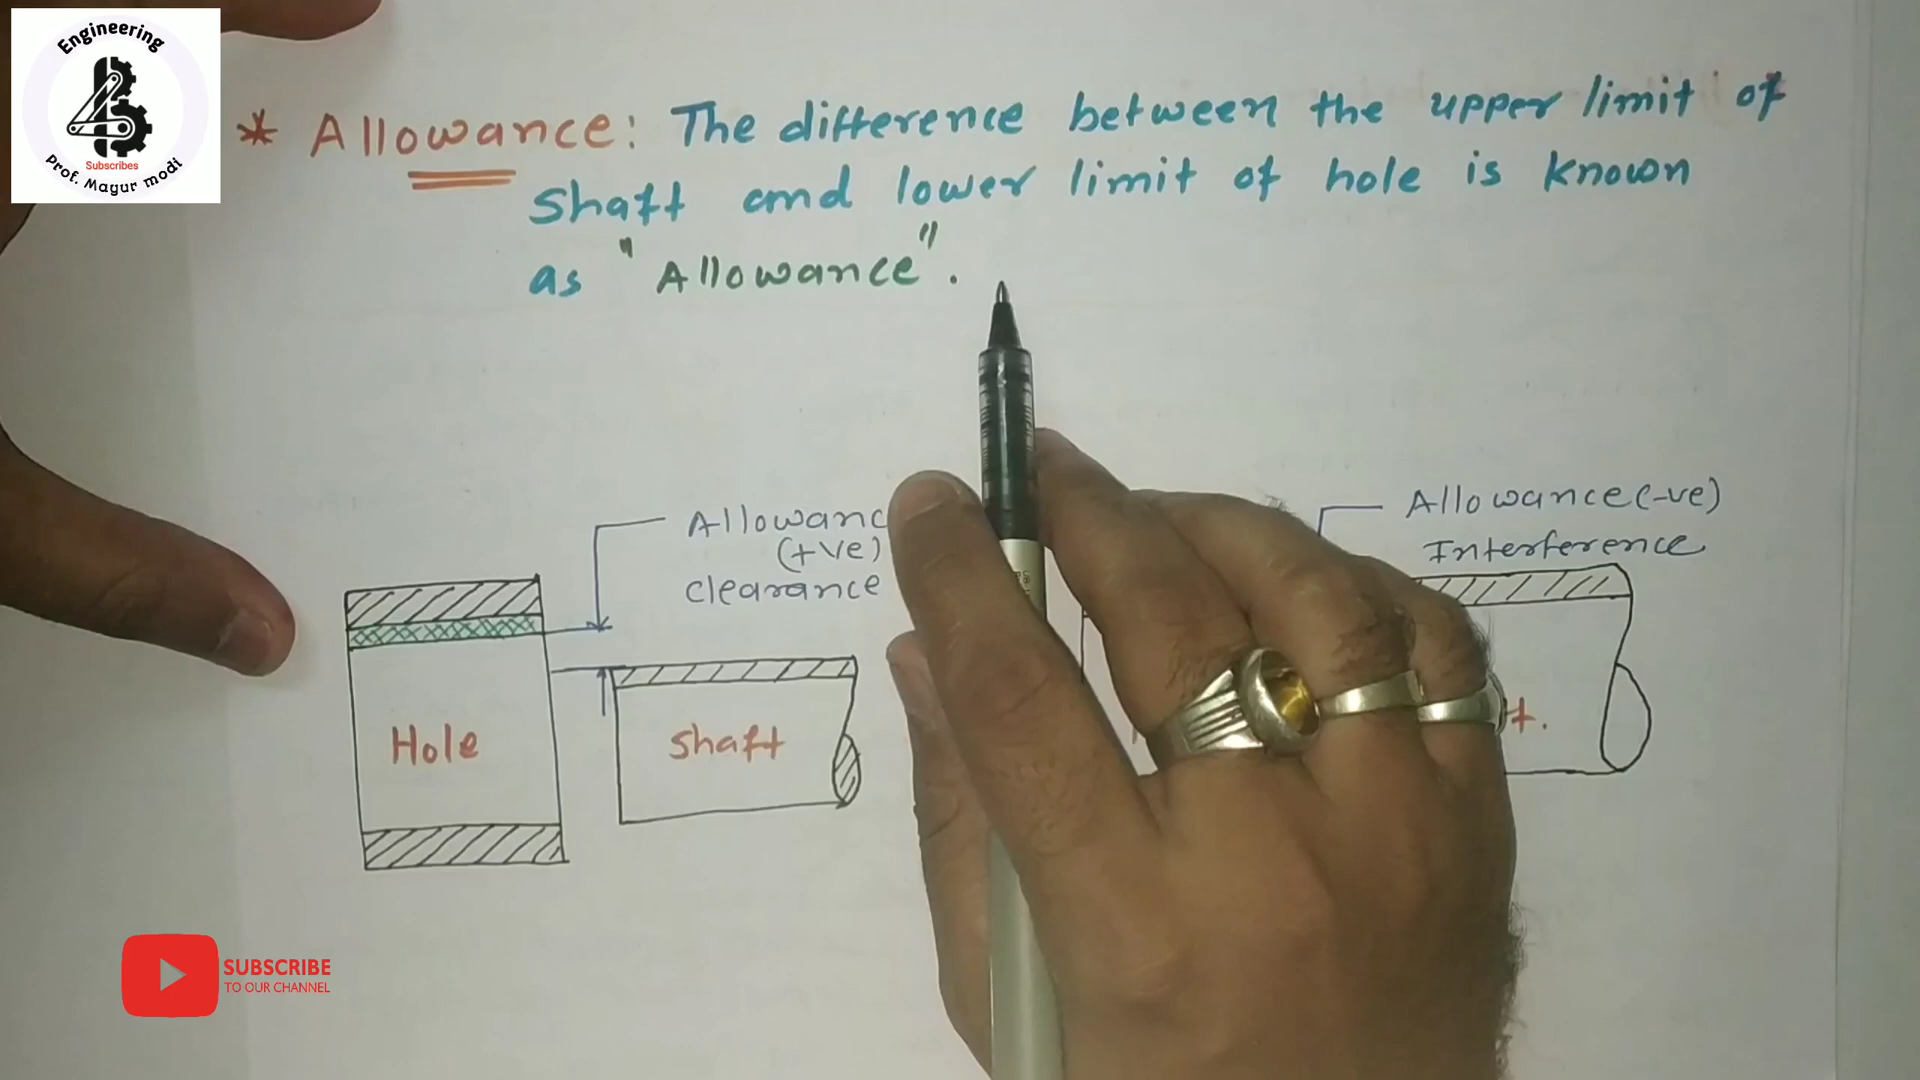 Engineering
Subscribes
Prof. Mayur modi
* Allowance: The difference between the upper limit of
shaft and lower limit of hole is known
as "Allowance".
Allowanc
(+ve)
clearance
Allowance(-ve)
Interference
Hole
shaft
t.
SUBSCRIBE
TO OUR CHANNEL